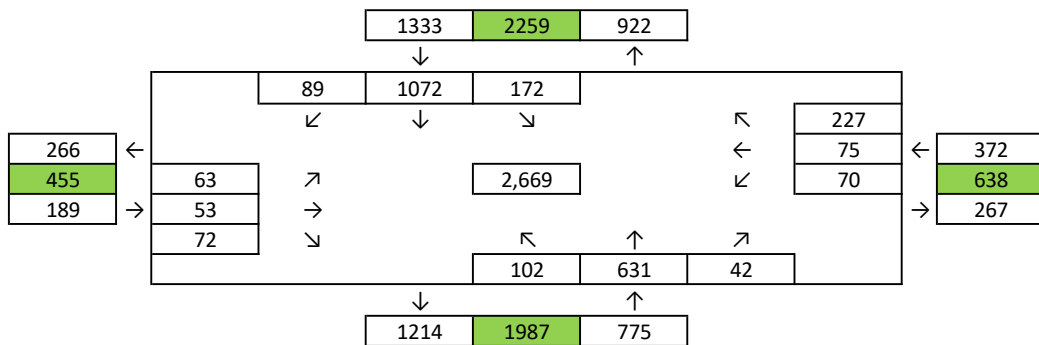 1333 2259 922
↓ ↑
89 1072 172
↙ ↓ ↘ ↖ 227
266 ← ← 75 ← 372
455 63 ↗ 2,669 ↙ 70 638
189 → 53 → → 267
72 ↘ ↖ ↑ ↗
102 631 42
↓ ↑
1214 1987 775